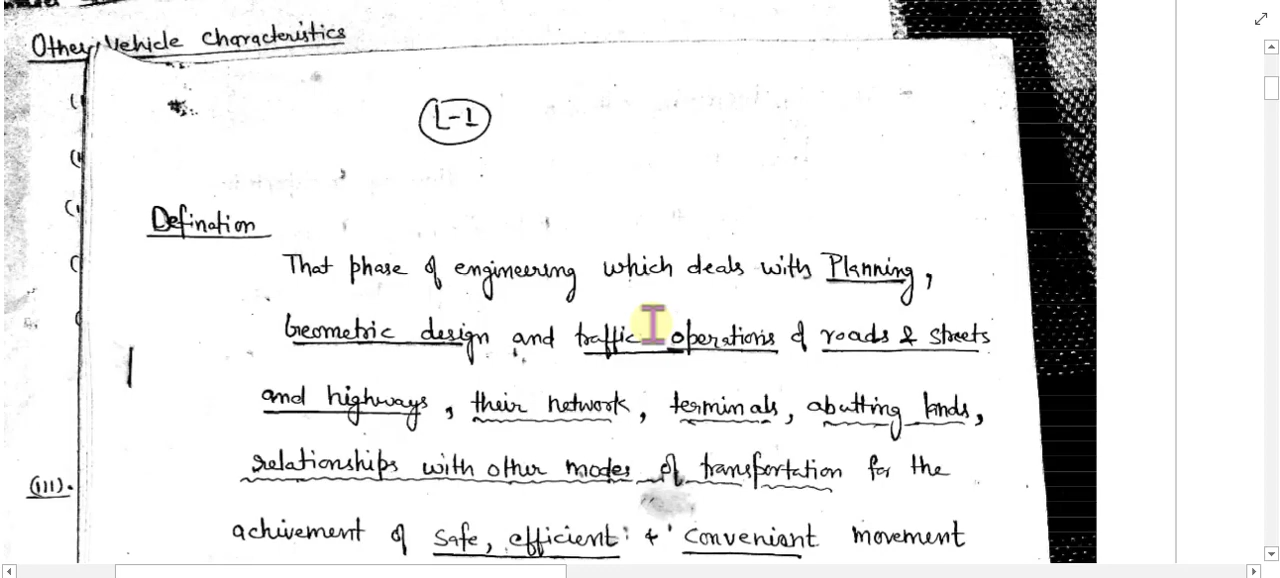 Other Vehicle Characteristics
L-1
Defination
That phase of engineering which deals with Planning,
Geometric design and traffic operations of roads & streets
and highways, their network, terminals, abutting lands,
relationships with other modes of transportation for the
(III).
achivement of safe, efficient & convenient movement